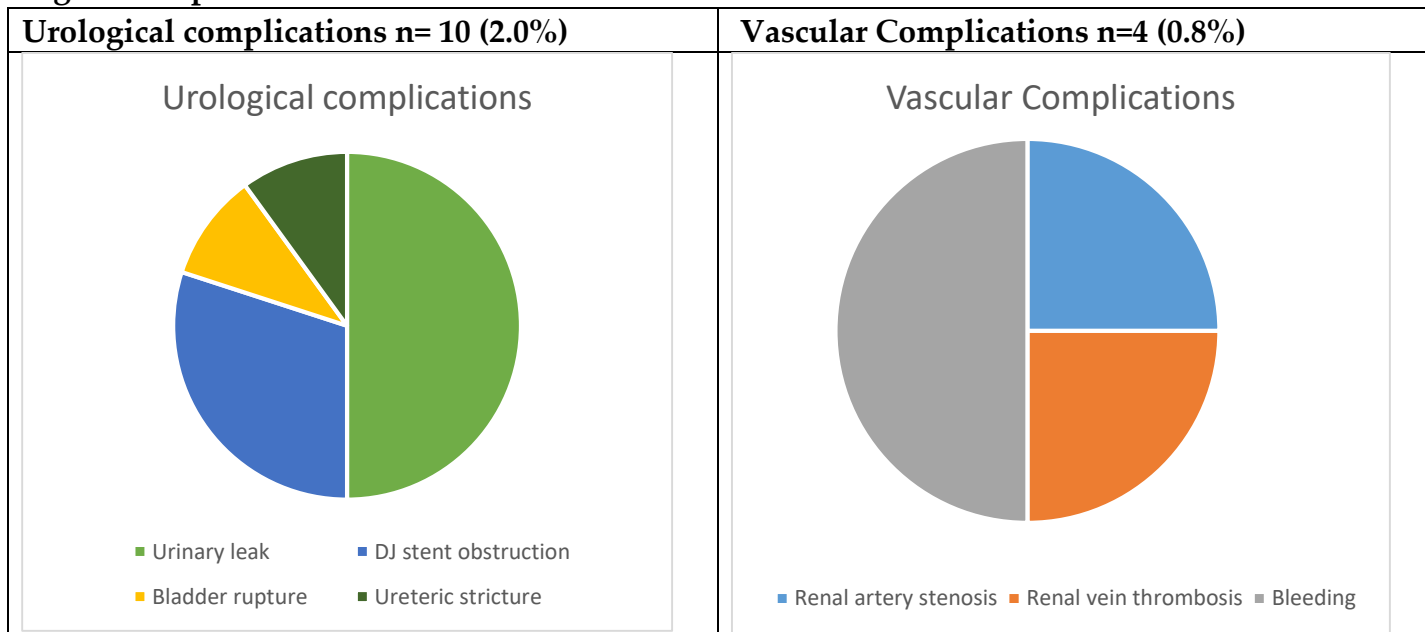 Urological complications n= 10 (2.0%)
Vascular Complications n=4 (0.8%)
Urological complications
Urinary leak
DJ stent obstruction
Bladder rupture
Ureteric stricture
Vascular Complications
Renal artery stenosis
Renal vein thrombosis
Bleeding